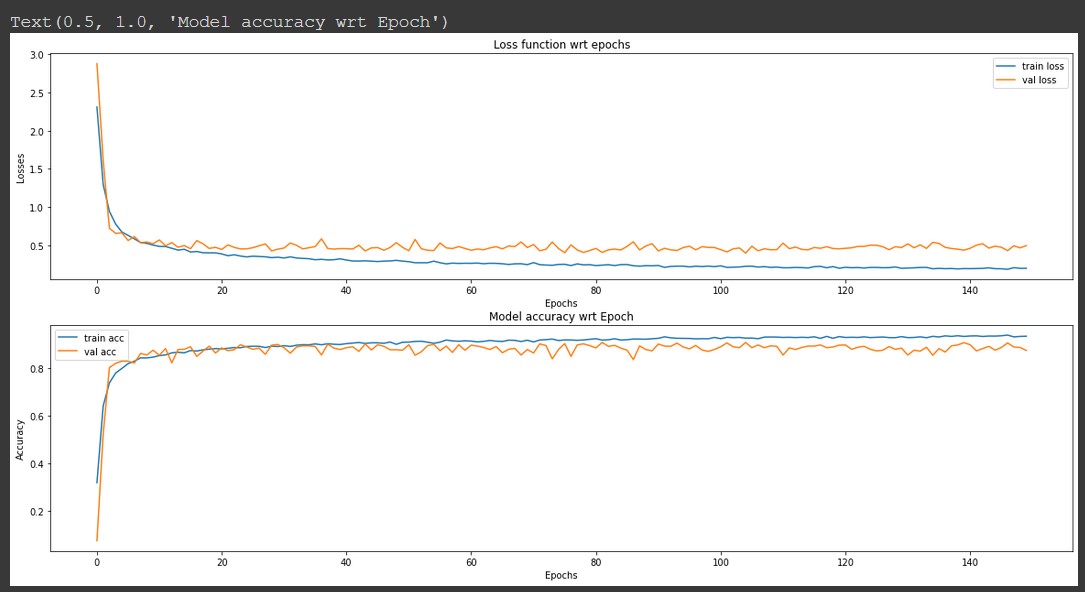 Text(0.5, 1.0, 'Model accuracy wrt Epoch')
Loss function wrt epochs
3.0
2.5
2.0
1.5
1.0
0.5
Losses
train loss
val loss
0 20 40 60 80 100 120 140
Epochs
Model accuracy wrt Epoch
train acc
val acc
0.8
0.6
0.4
0.2
Accuracy
0 20 40 60 80 100 120 140
Epochs